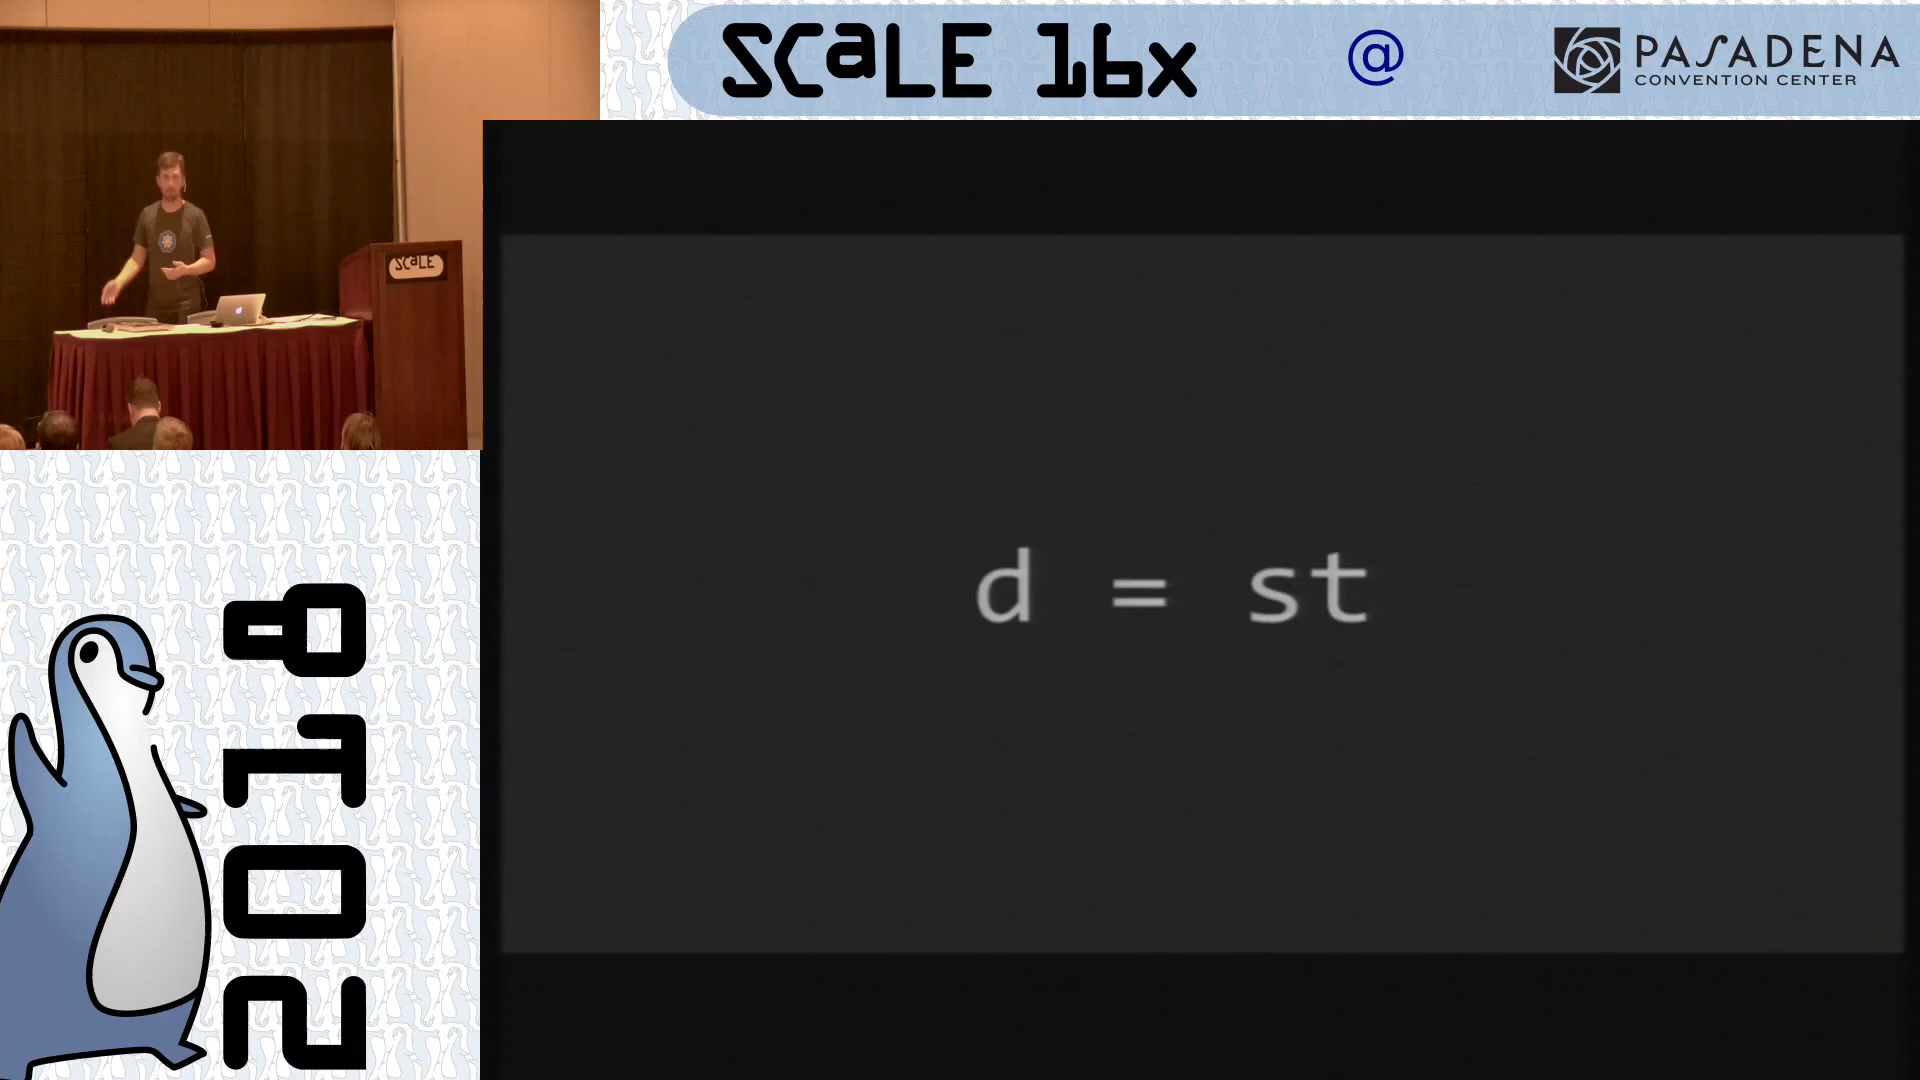 SCaLE 16x
@
PASADENA
CONVENTION CENTER
SCaLE
d = st
2018